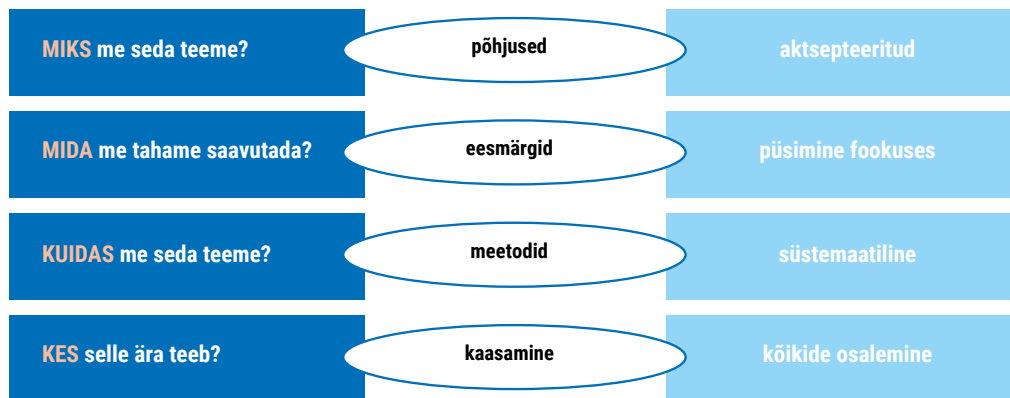 MIKS me seda teeme?
põhjused
aktsepteeritud
MIDA me tahame saavutada?
eesmärgid
püsimine fookuses
KUIDAS me seda teeme?
meetodid
süstemaatiline
KES selle ära teeb?
kaasamine
kõikide osalemine